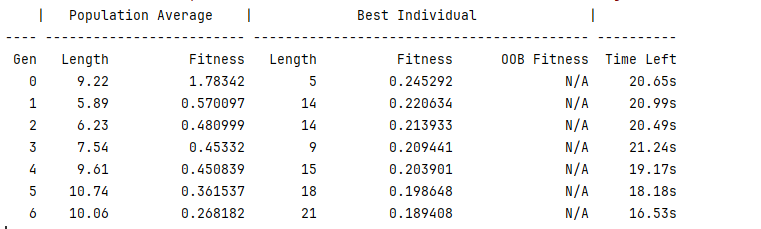 |   Population Average    |             Best Individual              |
---- ------------------------- ------------------------------------------ ----------
 Gen   Length          Fitness   Length          Fitness      OOB Fitness  Time Left
   0     9.22          1.78342        5         0.245292              N/A     20.65s
   1     5.89         0.570097       14         0.220634              N/A     20.99s
   2     6.23         0.480999       14         0.213933              N/A     20.49s
   3     7.54          0.45332        9         0.209441              N/A     21.24s
   4     9.61         0.450839       15         0.203901              N/A     19.17s
   5    10.74         0.361537       18         0.198648              N/A     18.18s
   6    10.06         0.268182       21         0.189408              N/A     16.53s